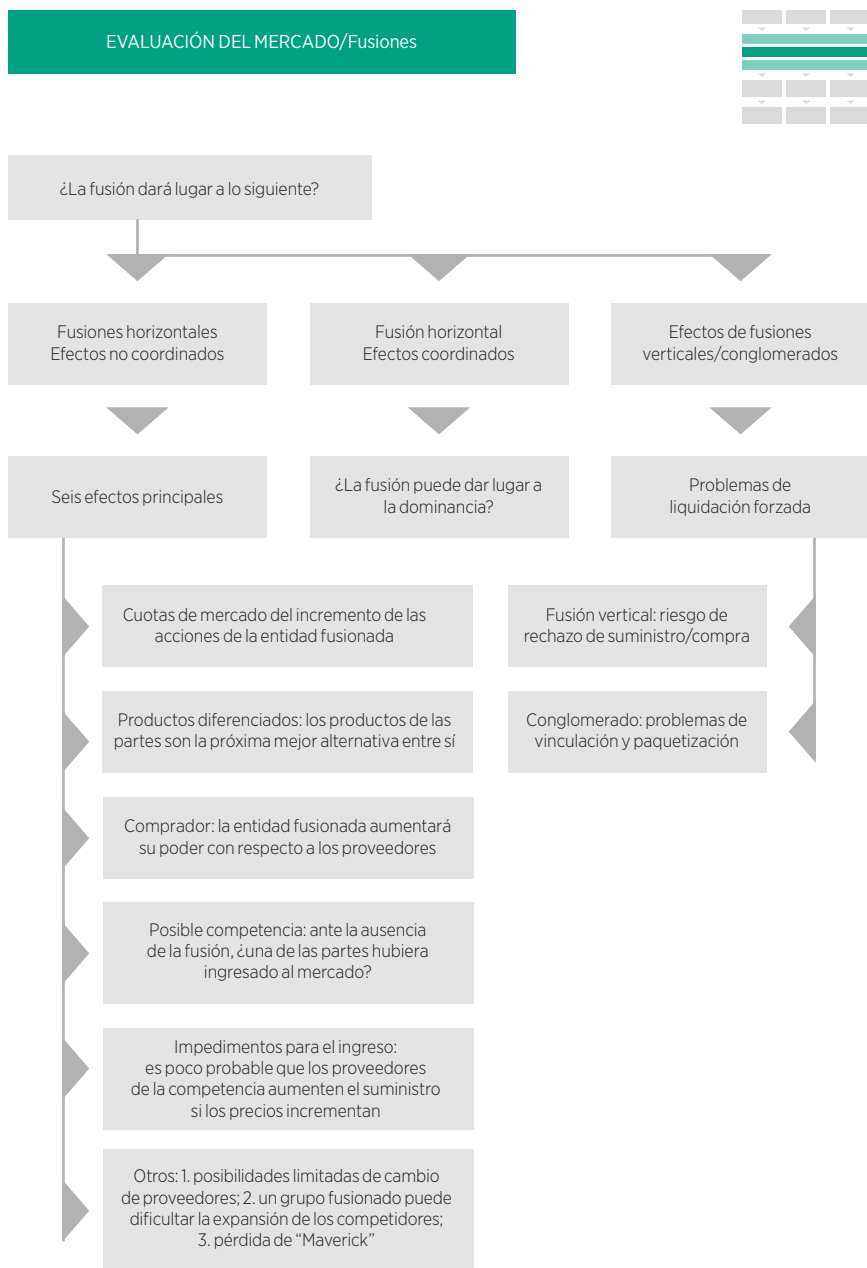 EVALUACIÓN DEL MERCADO/Fusiones
¿La fusión dará lugar a lo siguiente?
Fusiones horizontales
Efectos no coordinados
Fusión horizontal
Efectos coordinados
Efectos de fusiones
verticales/conglomerados
Seis efectos principales
¿La fusión puede dar lugar a
la dominancia?
Problemas de
liquidación forzada
Cuotas de mercado del incremento de las
acciones de la entidad fusionada
Fusión vertical: riesgo de
rechazo de suministro/compra
Productos diferenciados: los productos de las
partes son la próxima mejor alternativa entre sí
Conglomerado: problemas de
vinculación y paquetización
Comprador: la entidad fusionada aumentará
su poder con respecto a los proveedores
Posible competencia: ante la ausencia
de la fusión, ¿una de las partes hubiera
ingresado al mercado?
Impedimentos para el ingreso:
es poco probable que los proveedores
de la competencia aumenten el suministro
si los precios incrementan
Otros: 1. posibilidades limitadas de cambio
de proveedores; 2. un grupo fusionado puede
dificultar la expansión de los competidores;
3. pérdida de “Maverick”